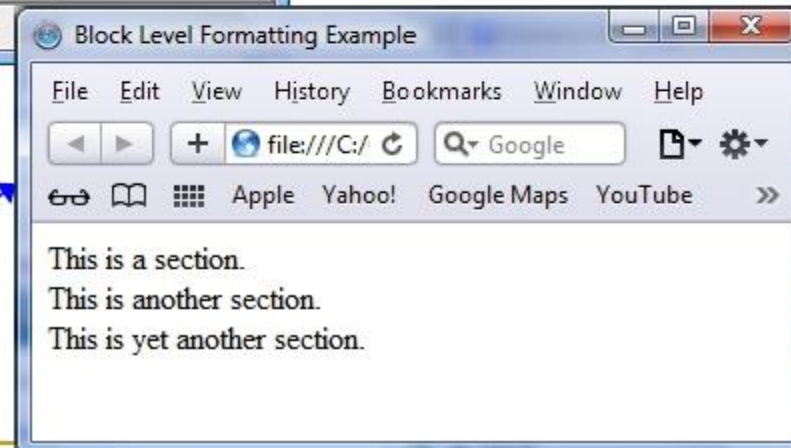 Block Level Formatting Example
File Edit View History Bookmarks Window Help
file:///C:/ Google
Apple Yahoo! Google Maps YouTube
This is a section.
This is another section.
This is yet another section.